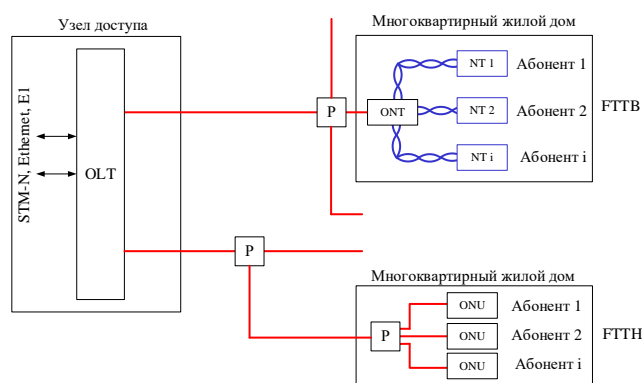 Узел доступа
STM-N, Ethernet, E1
OLT
Многоквартирный жилой дом
P
ONT
NT 1
Абонент 1
NT 2
Абонент 2
NT i
Абонент i
FTTB
P
Многоквартирный жилой дом
P
ONU
Абонент 1
ONU
Абонент 2
ONU
Абонент i
FTTH